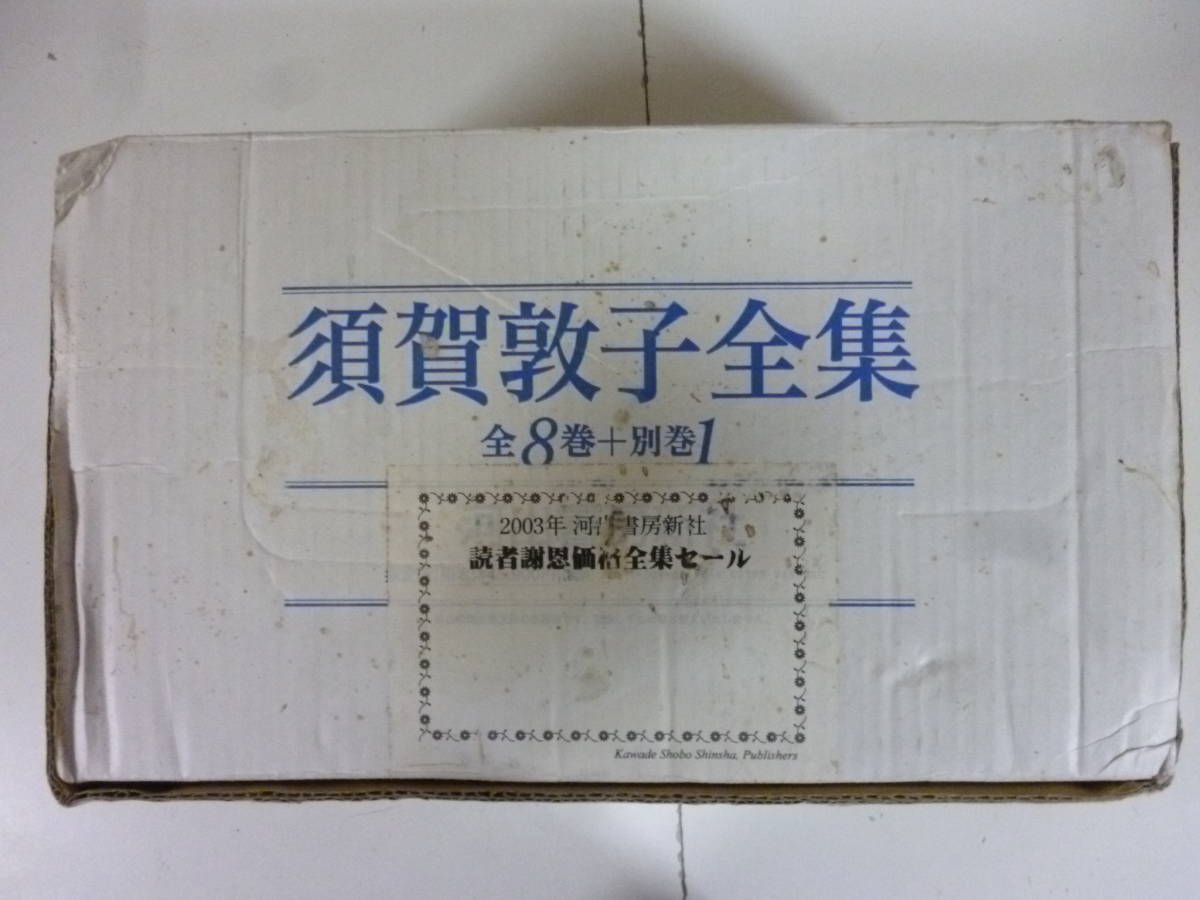 須賀敦子全集
全8巻+別巻1
2003年 河出書房新社
読者謝恩価格全集セール
Kawade Shobo Shinsha, Publishers